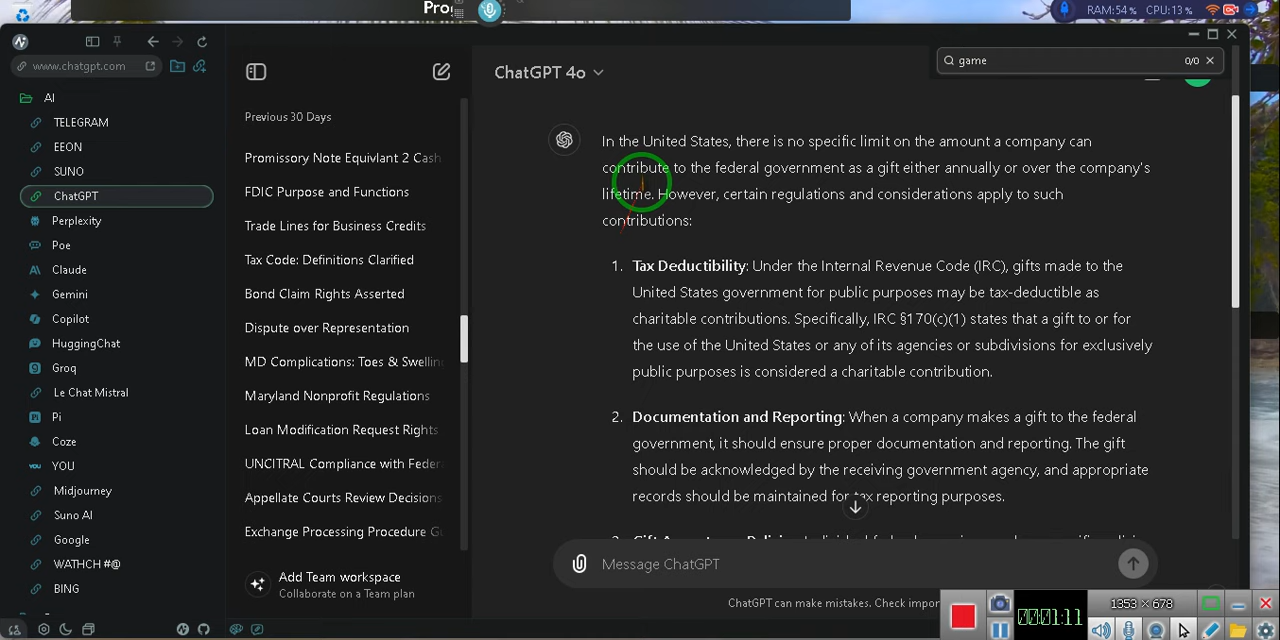 Pro
RAM:54% CPU:13%
www.chatgpt.com
AI
TELEGRAM
EEON
SUNO
ChatGPT
Perplexity
Poe
Claude
Gemini
Copilot
HuggingChat
Groq
Le Chat Mistral
Pi
Coze
YOU
Midjourney
Suno AI
Google
WATHCH #@
BING
Previous 30 Days
Promissory Note Equivlant 2 Cash
FDIC Purpose and Functions
Trade Lines for Business Credits
Tax Code: Definitions Clarified
Bond Claim Rights Asserted
Dispute over Representation
MD Complications: Toes & Swellin
Maryland Nonprofit Regulations
Loan Modification Request Rights
UNCITRAL Compliance with Feder
Appellate Courts Review Decisions
Exchange Processing Procedure Gu
Add Team workspace
Collaborate on a Team plan
ChatGPT 4o
game
0/0
In the United States, there is no specific limit on the amount a company can
contribute to the federal government as a gift either annually or over the company's
lifetime. However, certain regulations and considerations apply to such
contributions:
1. Tax Deductibility: Under the Internal Revenue Code (IRC), gifts made to the
United States government for public purposes may be tax-deductible as
charitable contributions. Specifically, IRC §170(c)(1) states that a gift to or for
the use of the United States or any of its agencies or subdivisions for exclusively
public purposes is considered a charitable contribution.
2. Documentation and Reporting: When a company makes a gift to the federal
government, it should ensure proper documentation and reporting. The gift
should be acknowledged by the receiving government agency, and appropriate
records should be maintained for tax reporting purposes.
Message ChatGPT
ChatGPT can make mistakes. Check impor
1353 × 678